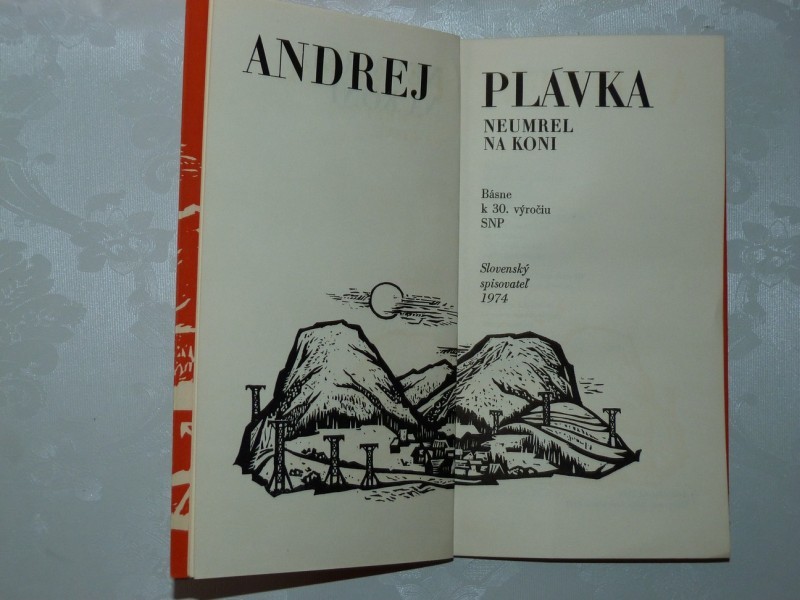 ANDREJ PLÁVKA
NEUMREL
NA KONI
Básne
k 30. výročiu
SNP
Slovenský
spisovateľ
1974